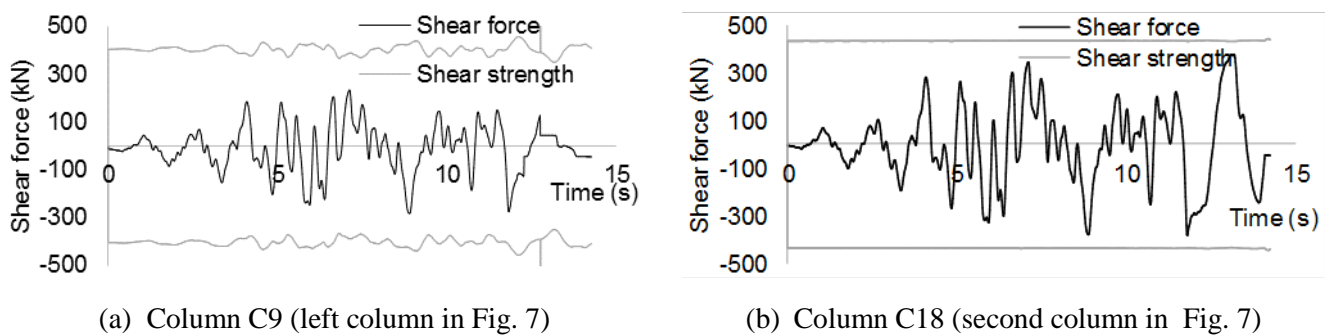 500
300
100
-100
-300
-500
Shear force (kN)
Shear force
Shear strength
0
5
10
15
Time (s)
(a) Column C9 (left column in Fig. 7)
500
300
100
-100
-300
-500
Shear force (kN)
Shear force
Shear strength
0
5
10
15
Time (s)
(b) Column C18 (second column in Fig. 7)